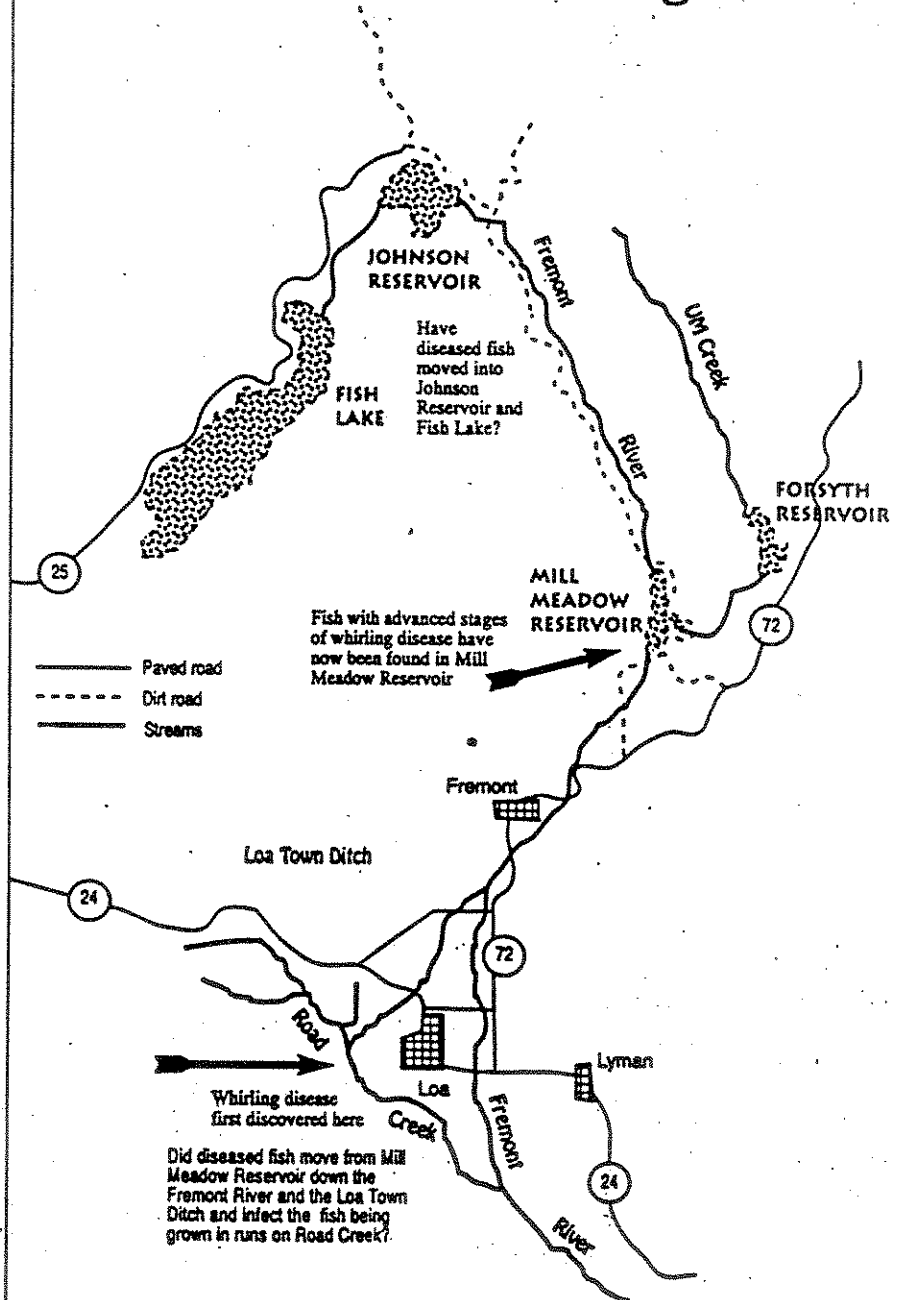 JOHNSON
RESERVOIR
Fremont
River
UM Creek
Have
diseased fish
moved into
Johnson
Reservoir and
Fish Lake?
FISH
LAKE
FORSYTH
RESERVOIR
25
MILL
MEADOW
RESERVOIR
72
Fish with advanced stages
of whirling disease have
now been found in Mill
Meadow Reservoir
Paved road
Dirt road
Streams
Fremont
Loa Town Ditch
24
72
Road
Creek
Loa
Lyman
Whirling disease
first discovered here
Fremont
River
24
Did diseased fish move from Mill
Meadow Reservoir down the
Fremont River and the Loa Town
Ditch and infect the fish being
grown in runs on Road Creek?